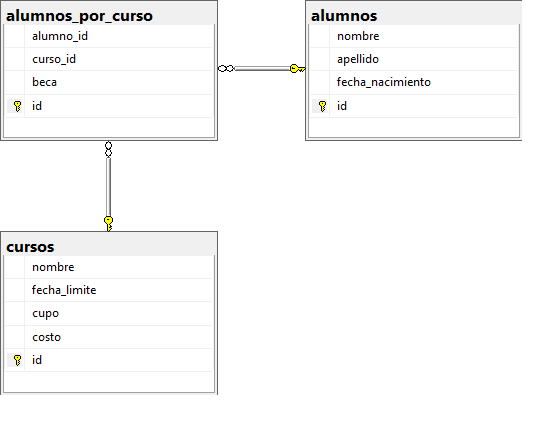 alumnos_por_curso
alumno_id
curso_id
beca
id
alumnos
nombre
apellido
fecha_nacimiento
id
cursos
nombre
fecha_limite
cupo
costo
id